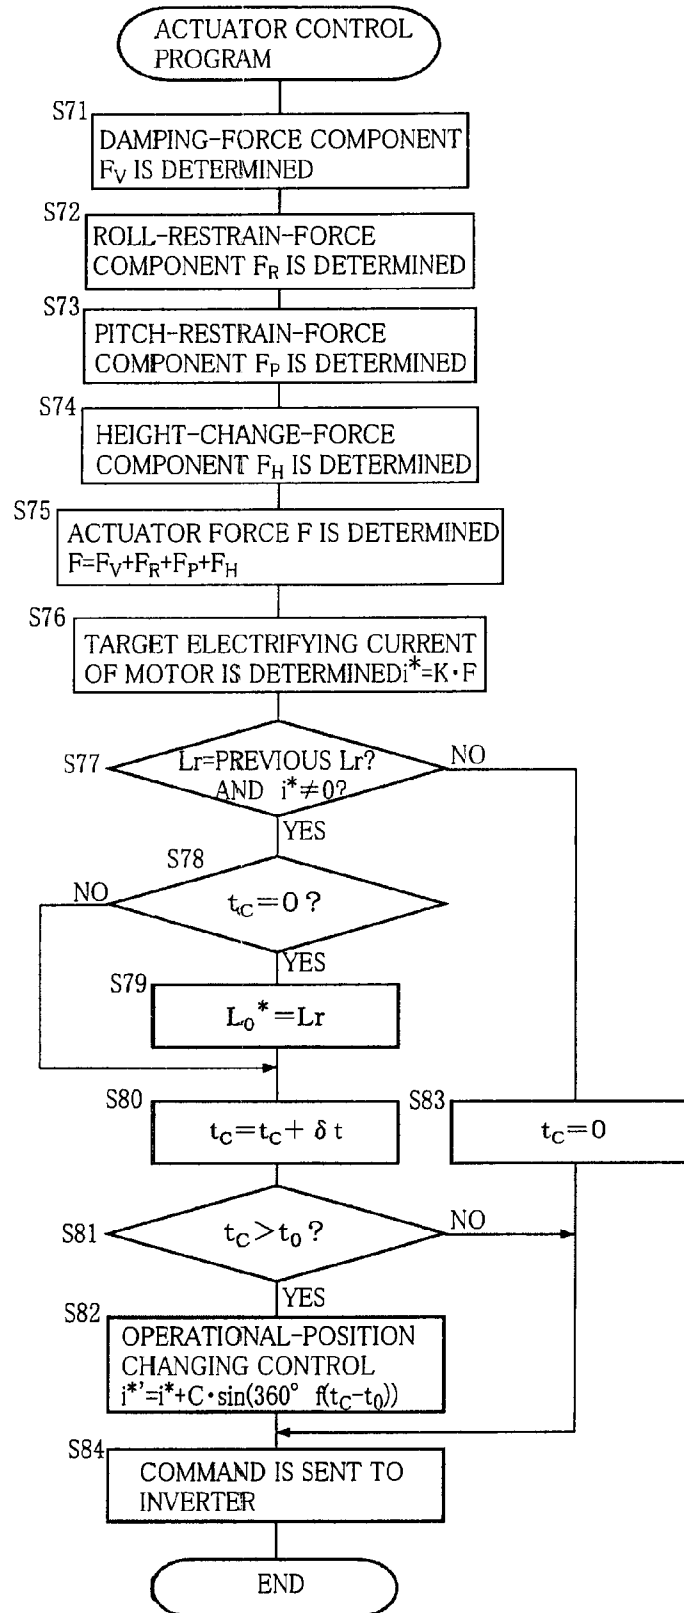 ACTUATOR CONTROL
PROGRAM
S71
DAMPING-FORCE COMPONENT
F_V IS DETERMINED
S72
ROLL-RESTRAIN-FORCE
COMPONENT F_R IS DETERMINED
S73
PITCH-RESTRAIN-FORCE
COMPONENT F_P IS DETERMINED
S74
HEIGHT-CHANGE-FORCE
COMPONENT F_H IS DETERMINED
S75
ACTUATOR FORCE F IS DETERMINED
F=F_V+F_R+F_P+F_H
S76
TARGET ELECTRIFYING CURRENT
OF MOTOR IS DETERMINED i*=K·F
S77
Lr=PREVIOUS Lr?
AND i*≠0?
NO
YES
S78
NO
t_C=0?
YES
S79
L_0*=Lr
S80
t_C=t_C+δt
S83
t_C=0
S81
t_C>t_0?
NO
YES
S82
OPERATIONAL-POSITION
CHANGING CONTROL
i*'=i*+C·sin(360° f(t_C-t_0))
S84
COMMAND IS SENT TO
INVERTER
END